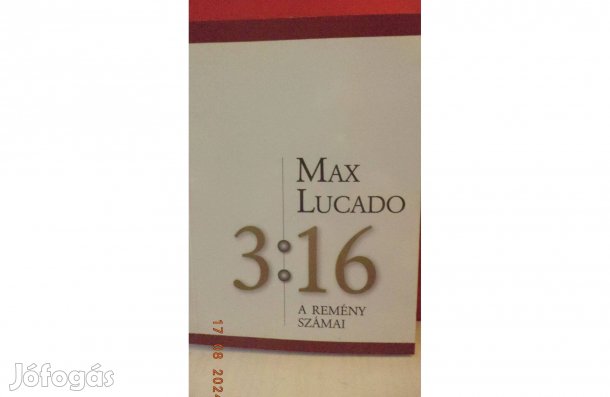 MAX
LUCADO
3:16
A REMÉNY
SZÁMAI
17 08 2024
Jófogás